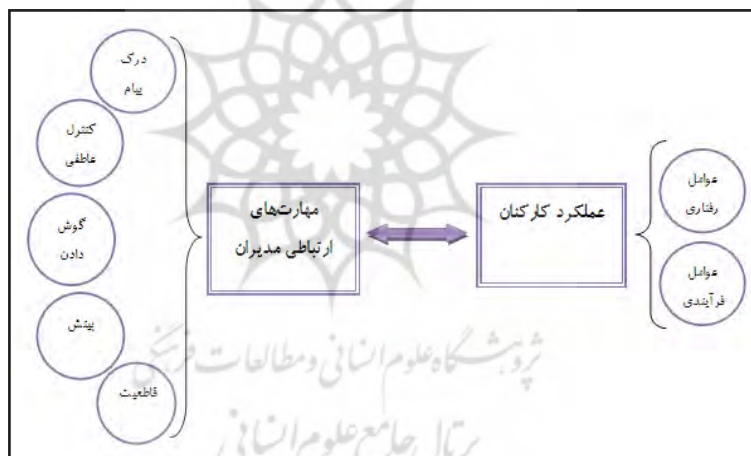 درک
پیام
کنترل
عاطفی
گوش
دادن
بینش
قاطعیت
مهارت‌های
ارتباطی مدیران
عملکرد کارکنان
عوامل
رفتاری
عوامل
فرآیندی
پژوهشگاه علوم انسانی و مطالعات فرهنگی
پرتال جامع علوم انسانی